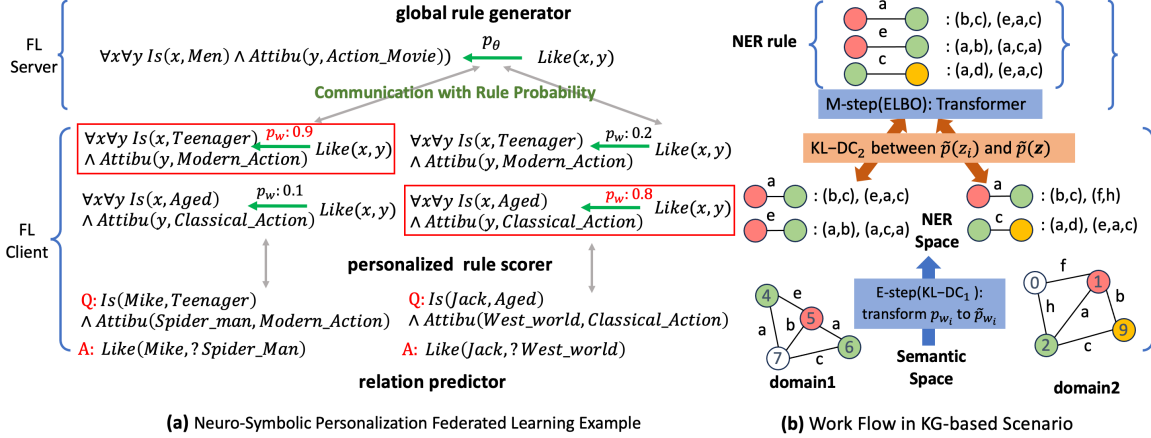 global rule generator
FL
Server
∀x∀y Is(x,Men) ∧ Attibu(y,Action_Movie)) p_θ Like(x,y)
Communication with Rule Probability
FL
Client
∀x∀y Is(x,Teenager) p_w:0.9 Like(x,y)
∧ Attibu(y,Modern_Action)
∀x∀y Is(x,Teenager) p_w:0.2 Like(x,y)
∧ Attibu(y,Modern_Action)
∀x∀y Is(x,Aged) p_w:0.1 Like(x,y)
∧ Attibu(y,Classical_Action)
∀x∀y Is(x,Aged) p_w:0.8 Like(x,y)
∧ Attibu(y,Classical_Action)
personalized rule scorer
Q: Is(Mike,Teenager)
∧ Attibu(Spider_man,Modern_Action)
A: Like(Mike,?Spider_Man)
Q: Is(Jack,Aged)
∧ Attibu(West_world,Classical_Action)
A: Like(Jack,?West_world)
relation predictor
(a) Neuro-Symbolic Personalization Federated Learning Example
NER rule
a : (b,c), (e,a,c)
e : (a,b), (a,c,a)
c : (a,d), (e,a,c)
M-step(ELBO): Transformer
KL−DC₂ between p̃(z_i) and p̃(z)
a : (b,c), (e,a,c)
e : (a,b), (a,c,a)
a : (b,c), (f,h)
c : (a,d), (e,a,c)
NER
Space
E-step(KL−DC₁):
transform p_{w_i} to p̃_{w_i}
Semantic
Space
4 e 5 a b a 6 7 c
domain1
0 f 1 h a b 9 2 c
domain2
(b) Work Flow in KG-based Scenario